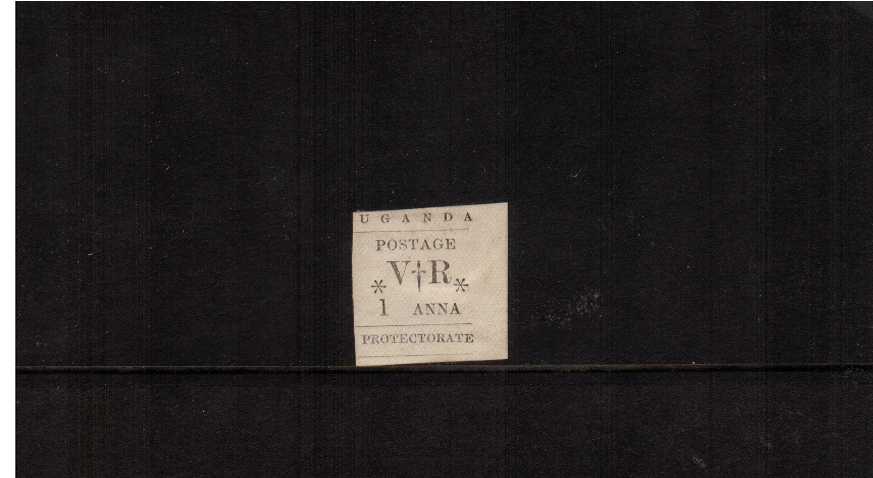 UGANDA
POSTAGE
V†R
* *
1 ANNA
PROTECTORATE